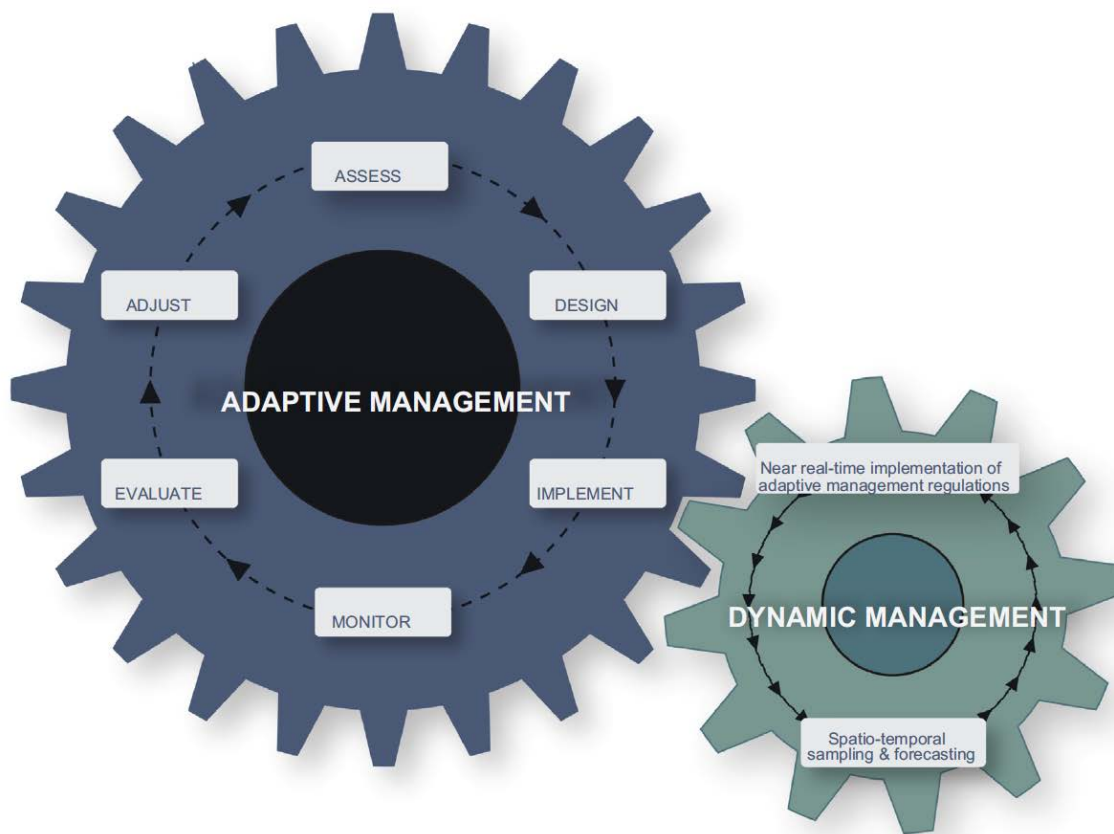 ASSESS
ADJUST
DESIGN
ADAPTIVE MANAGEMENT
EVALUATE
IMPLEMENT
MONITOR
Near real-time implementation of
adaptive management regulations
DYNAMIC MANAGEMENT
Spatio-temporal
sampling & forecasting